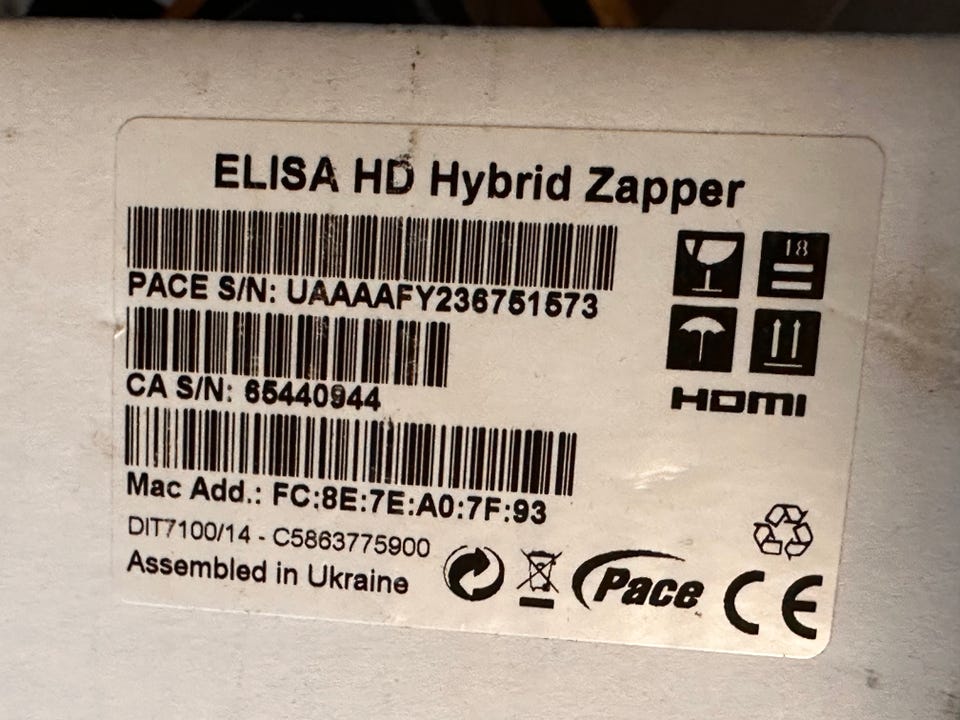 ELISA HD Hybrid Zapper
PACE S/N: UAAAAFY236751573
CA S/N: 65440944
Mac Add.: FC:8E:7E:A0:7F:93
DIT7100/14 - C5863775900
Assembled in Ukraine
18
HDMI
Pace
CE